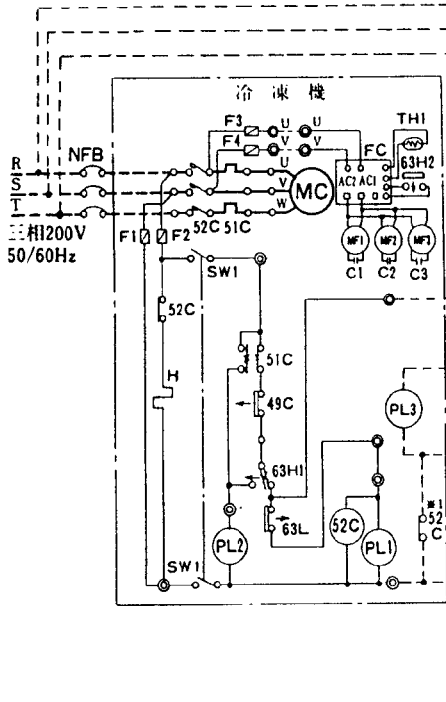 冷凍機
F3 U U FC TH1
F4 V V 63H2
R NFB U
S V MC AC2 AC1
T W
三相200V F1 F2 52C 51C MF1 MF2 MF3
50/60Hz SW1 C1 C2 C3
52C
51C
H 49C PL3
63H1 ※1
63L 52C 52
PL2 PL1 C
SW1